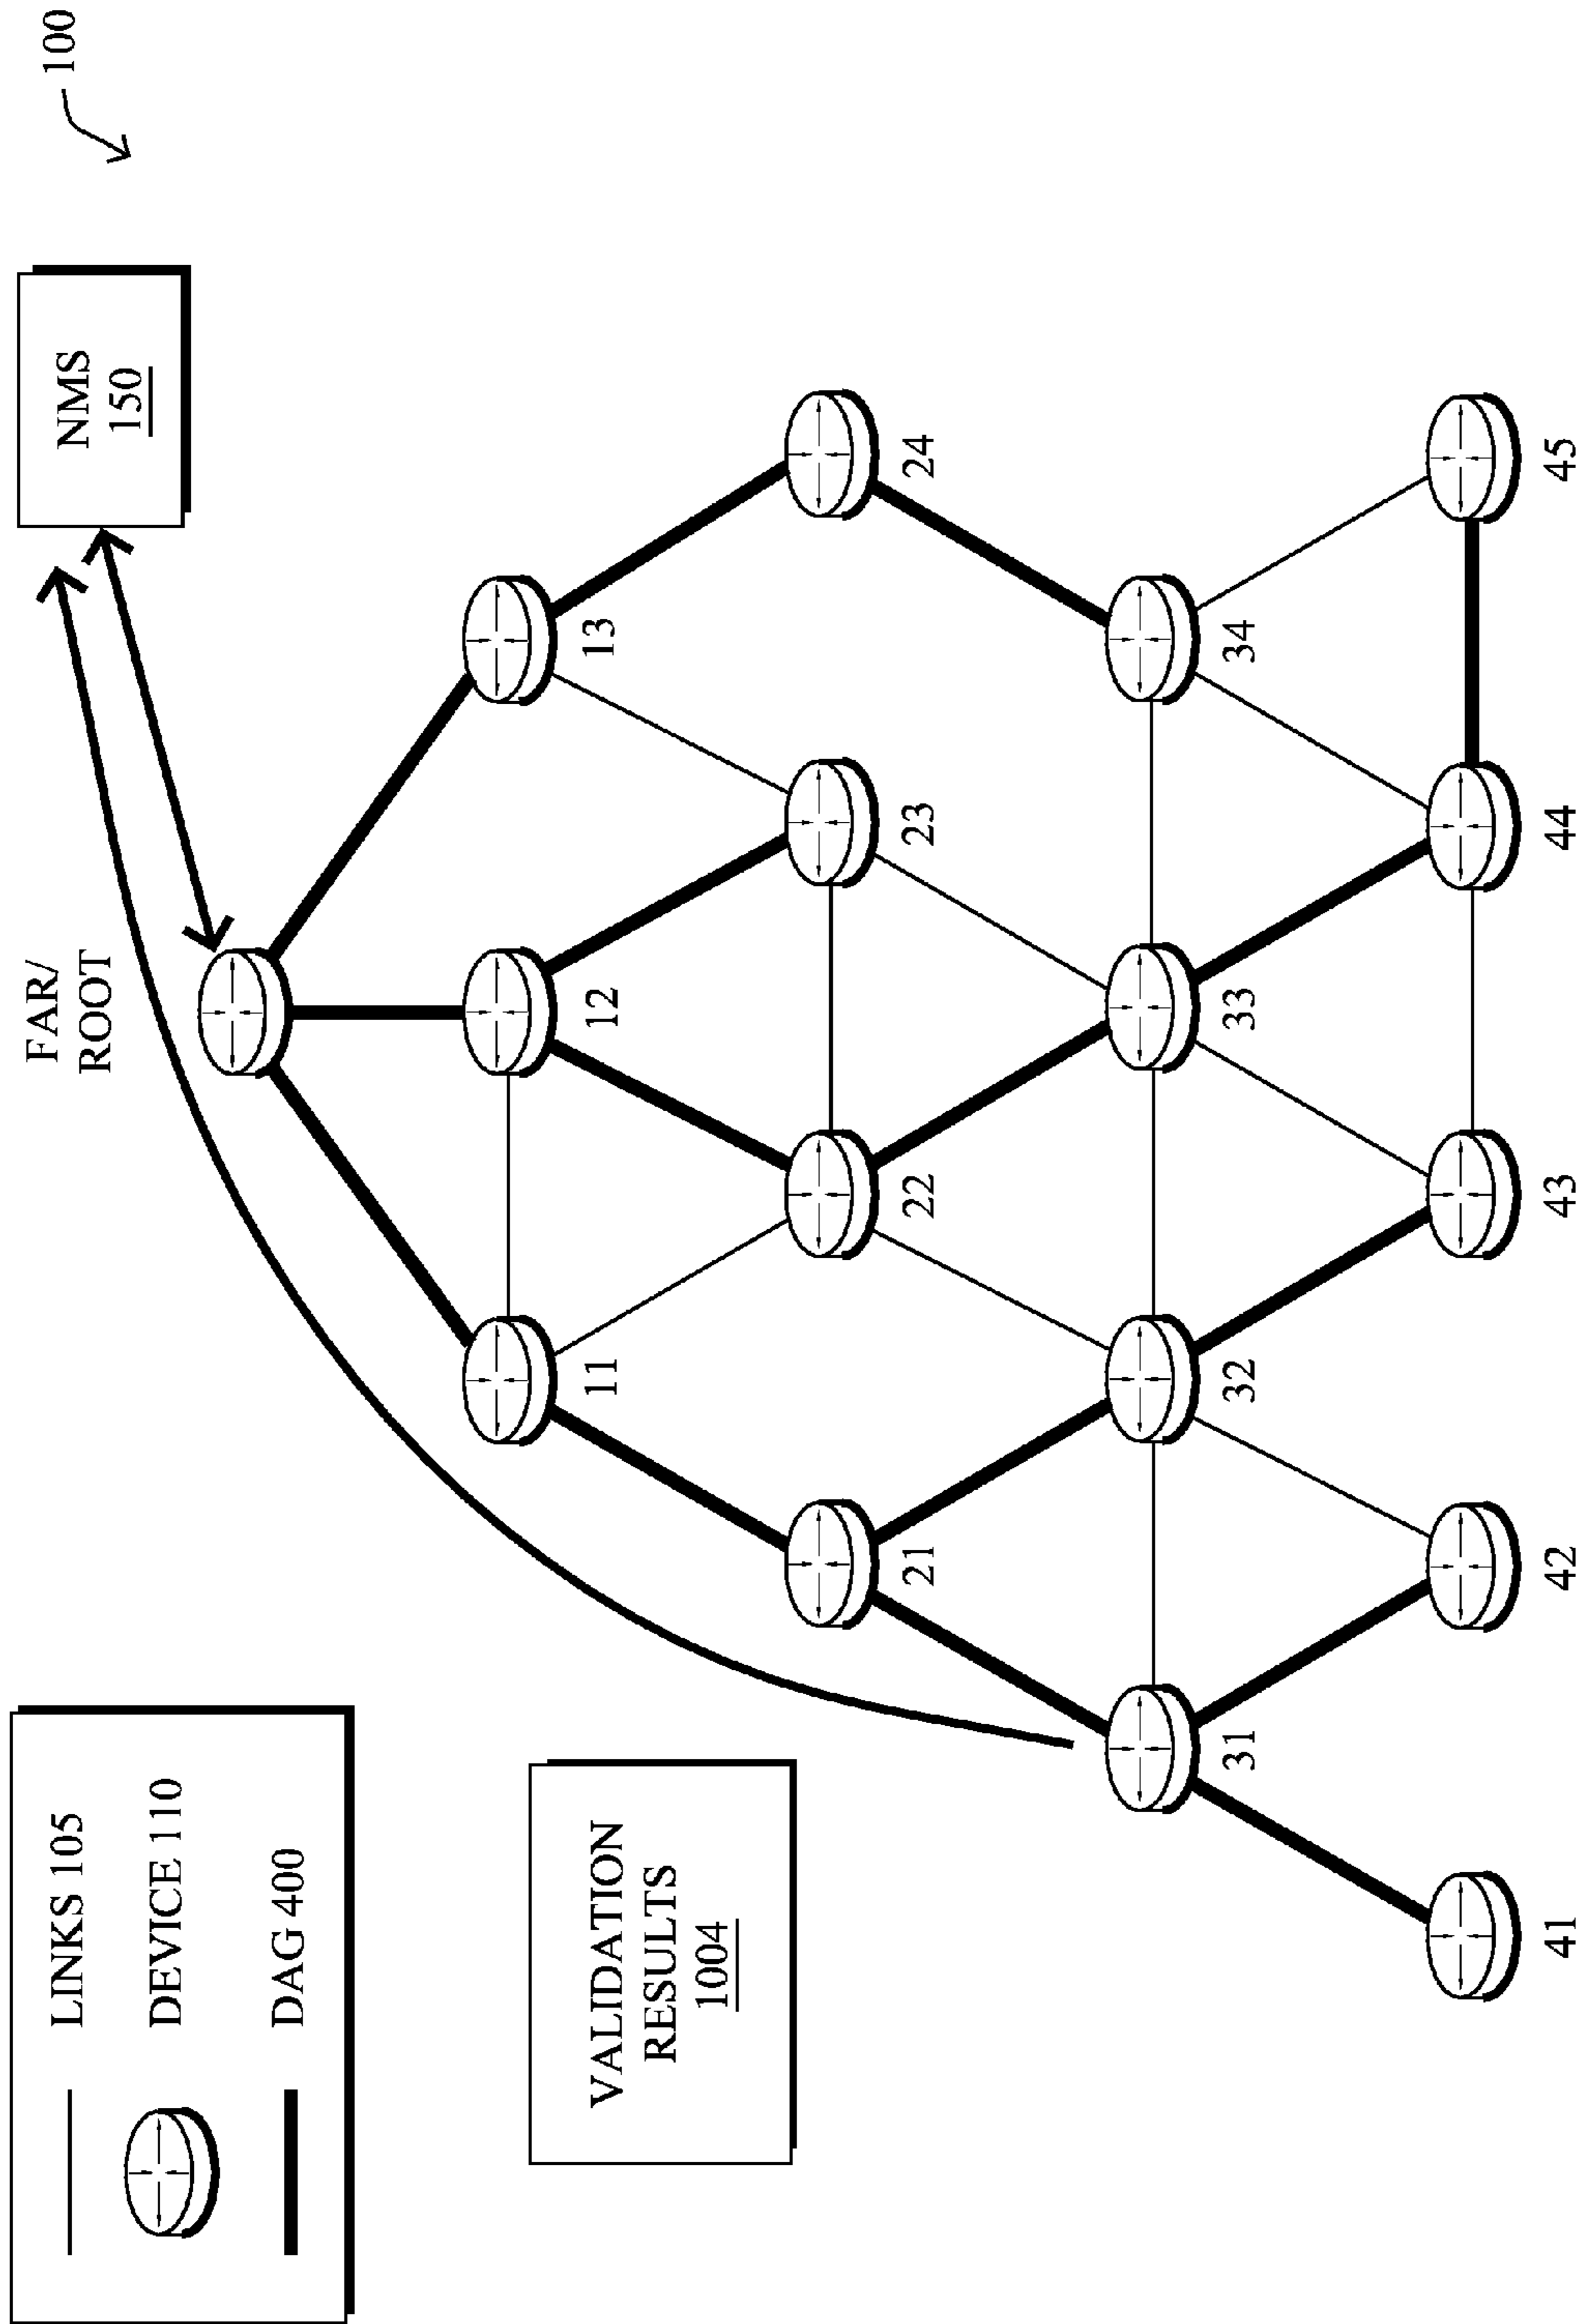 LINKS 105
DEVICE 110
DAG 400
FAR/
ROOT
NMS
150
100
VALIDATION
RESULTS
1004
11
12
13
21
22
23
24
31
32
33
34
41
42
43
44
45